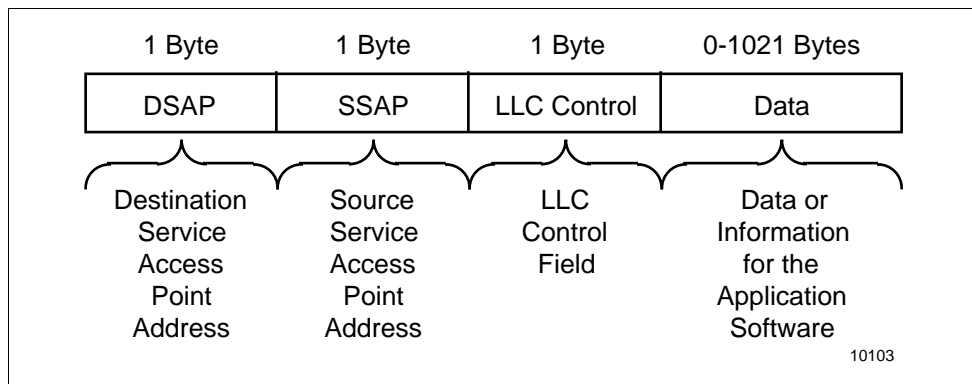 1 Byte 1 Byte 1 Byte 0-1021 Bytes
DSAP SSAP LLC Control Data
Destination
Service
Access
Point
Address
Source
Service
Access
Point
Address
LLC
Control
Field
Data or
Information
for the
Application
Software
10103